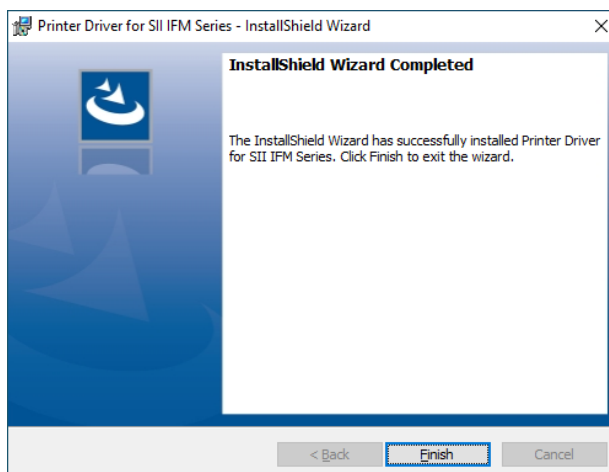 Printer Driver for SII IFM Series - InstallShield Wizard
InstallShield Wizard Completed
The InstallShield Wizard has successfully installed Printer Driver
for SII IFM Series. Click Finish to exit the wizard.
< Back
Finish
Cancel